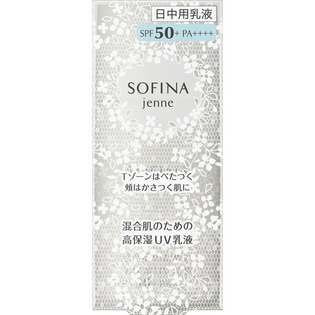 日中用乳液
SPF50+ PA++++
SOFINA
jenne
Tゾーンはべたつく
頬はかさつく肌に
混合肌のための
高保湿UV乳液